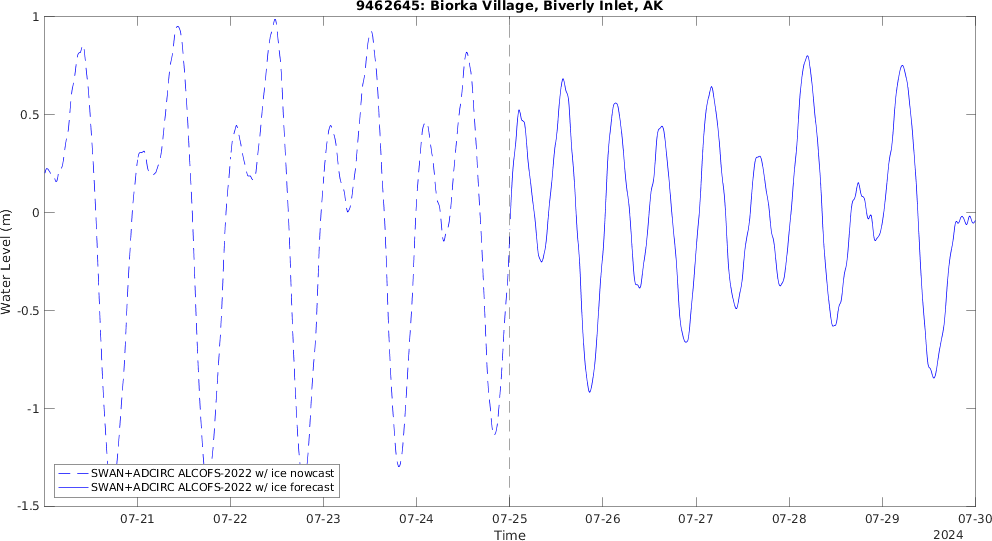 9462645: Biorka Village, Biverly Inlet, AK
1
0.5
0
-0.5
-1
-1.5
Water Level (m)
SWAN+ADCIRC ALCOFS-2022 w/ ice nowcast
SWAN+ADCIRC ALCOFS-2022 w/ ice forecast
07-21 07-22 07-23 07-24 07-25 07-26 07-27 07-28 07-29 07-30
Time
2024